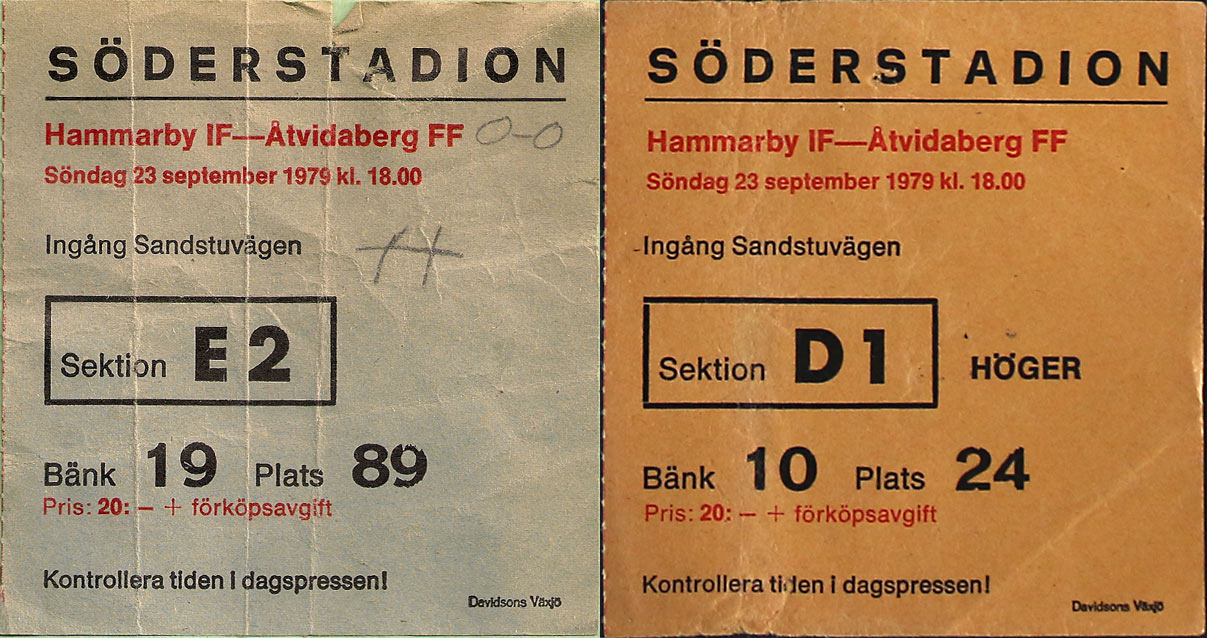 SÖDERSTADION
Hammarby IF—Åtvidaberg FF 0-0
Söndag 23 september 1979 kl. 18.00
Ingång Sandstuvägen
Sektion E2
Bänk 19 Plats 89
Pris: 20: — + förköpsavgift
Kontrollera tiden i dagspressen!
Davidsons Växjö
SÖDERSTADION
Hammarby IF—Åtvidaberg FF
Söndag 23 september 1979 kl. 18.00
Ingång Sandstuvägen
Sektion D1 HÖGER
Bänk 10 Plats 24
Pris: 20: — + förköpsavgift
Kontrollera tiden i dagspressen!
Davidsons Växjö